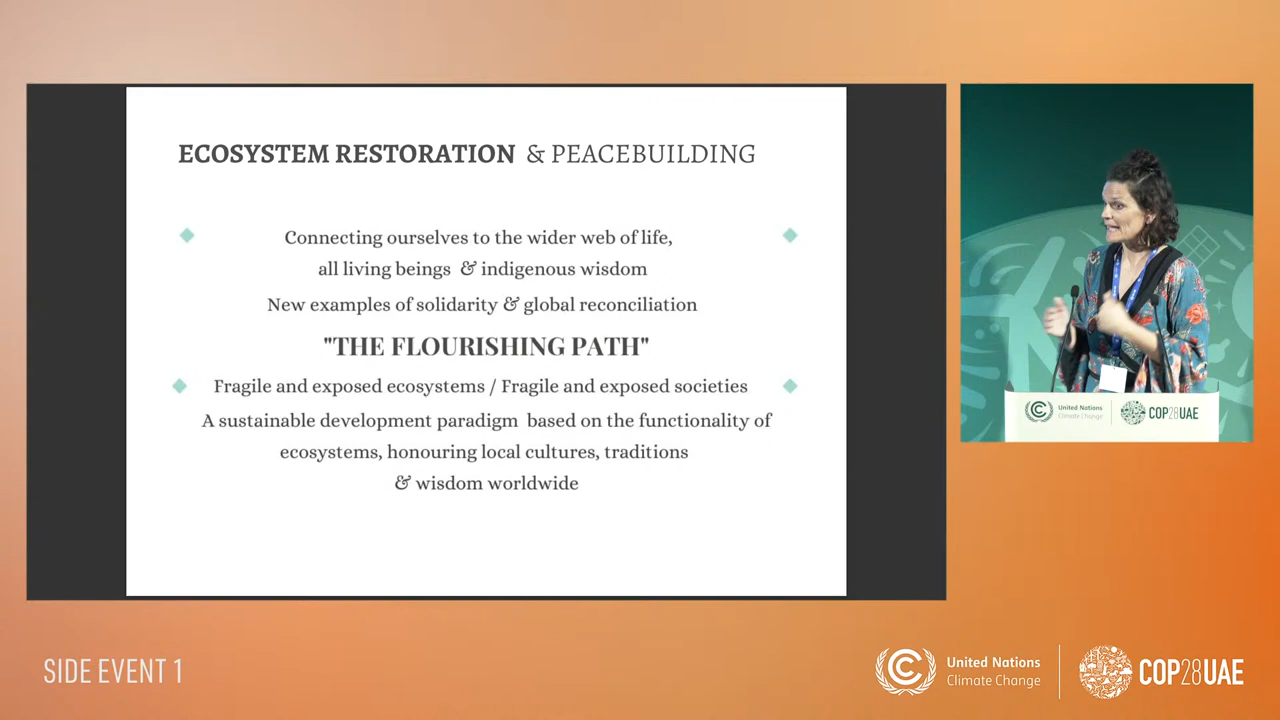 ECOSYSTEM RESTORATION & PEACEBUILDING
Connecting ourselves to the wider web of life,
all living beings & indigenous wisdom
New examples of solidarity & global reconciliation
"THE FLOURISHING PATH"
Fragile and exposed ecosystems / Fragile and exposed societies
A sustainable development paradigm based on the functionality of
ecosystems, honouring local cultures, traditions
& wisdom worldwide
United Nations
Climate Change
COP28UAE
SIDE EVENT 1
United Nations
Climate Change
COP28UAE